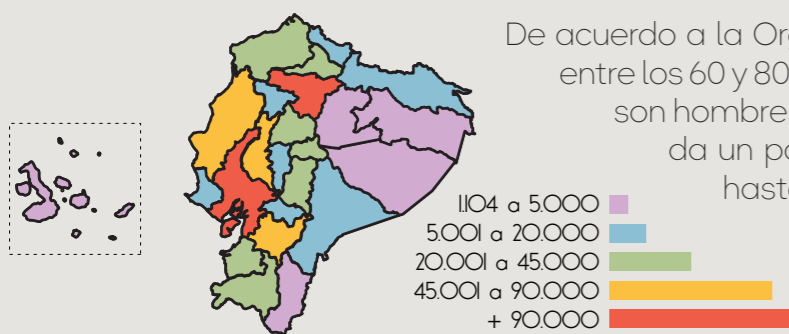 De acuerdo a la
entre los 60 y 80
son hombre
da un
1.104 a 5.000
5.001 a 20.000
20.001 a 45.000
45.001 a 90.000
+ 90.000